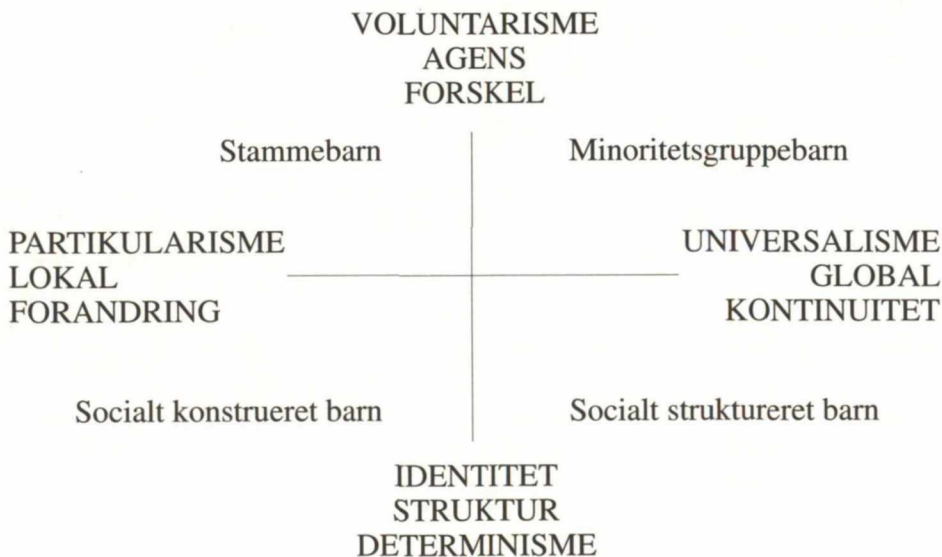 VOLUNTARISME
AGENS
FORSKEL
Stammebarn
Minoritetsgruppebarn
PARTIKULARISME
LOKAL
FORANDRING
UNIVERSALISME
GLOBAL
KONTINUITET
Socialt konstrueret barn
Socialt struktureret barn
IDENTITET
STRUKTUR
DETERMINISME